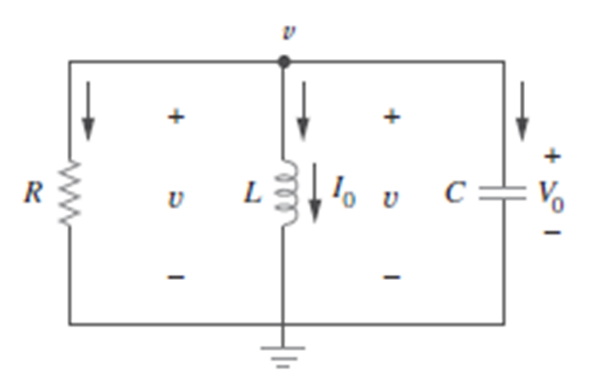 v
+ +
+
R v L I₀ v C V₀
−
− −